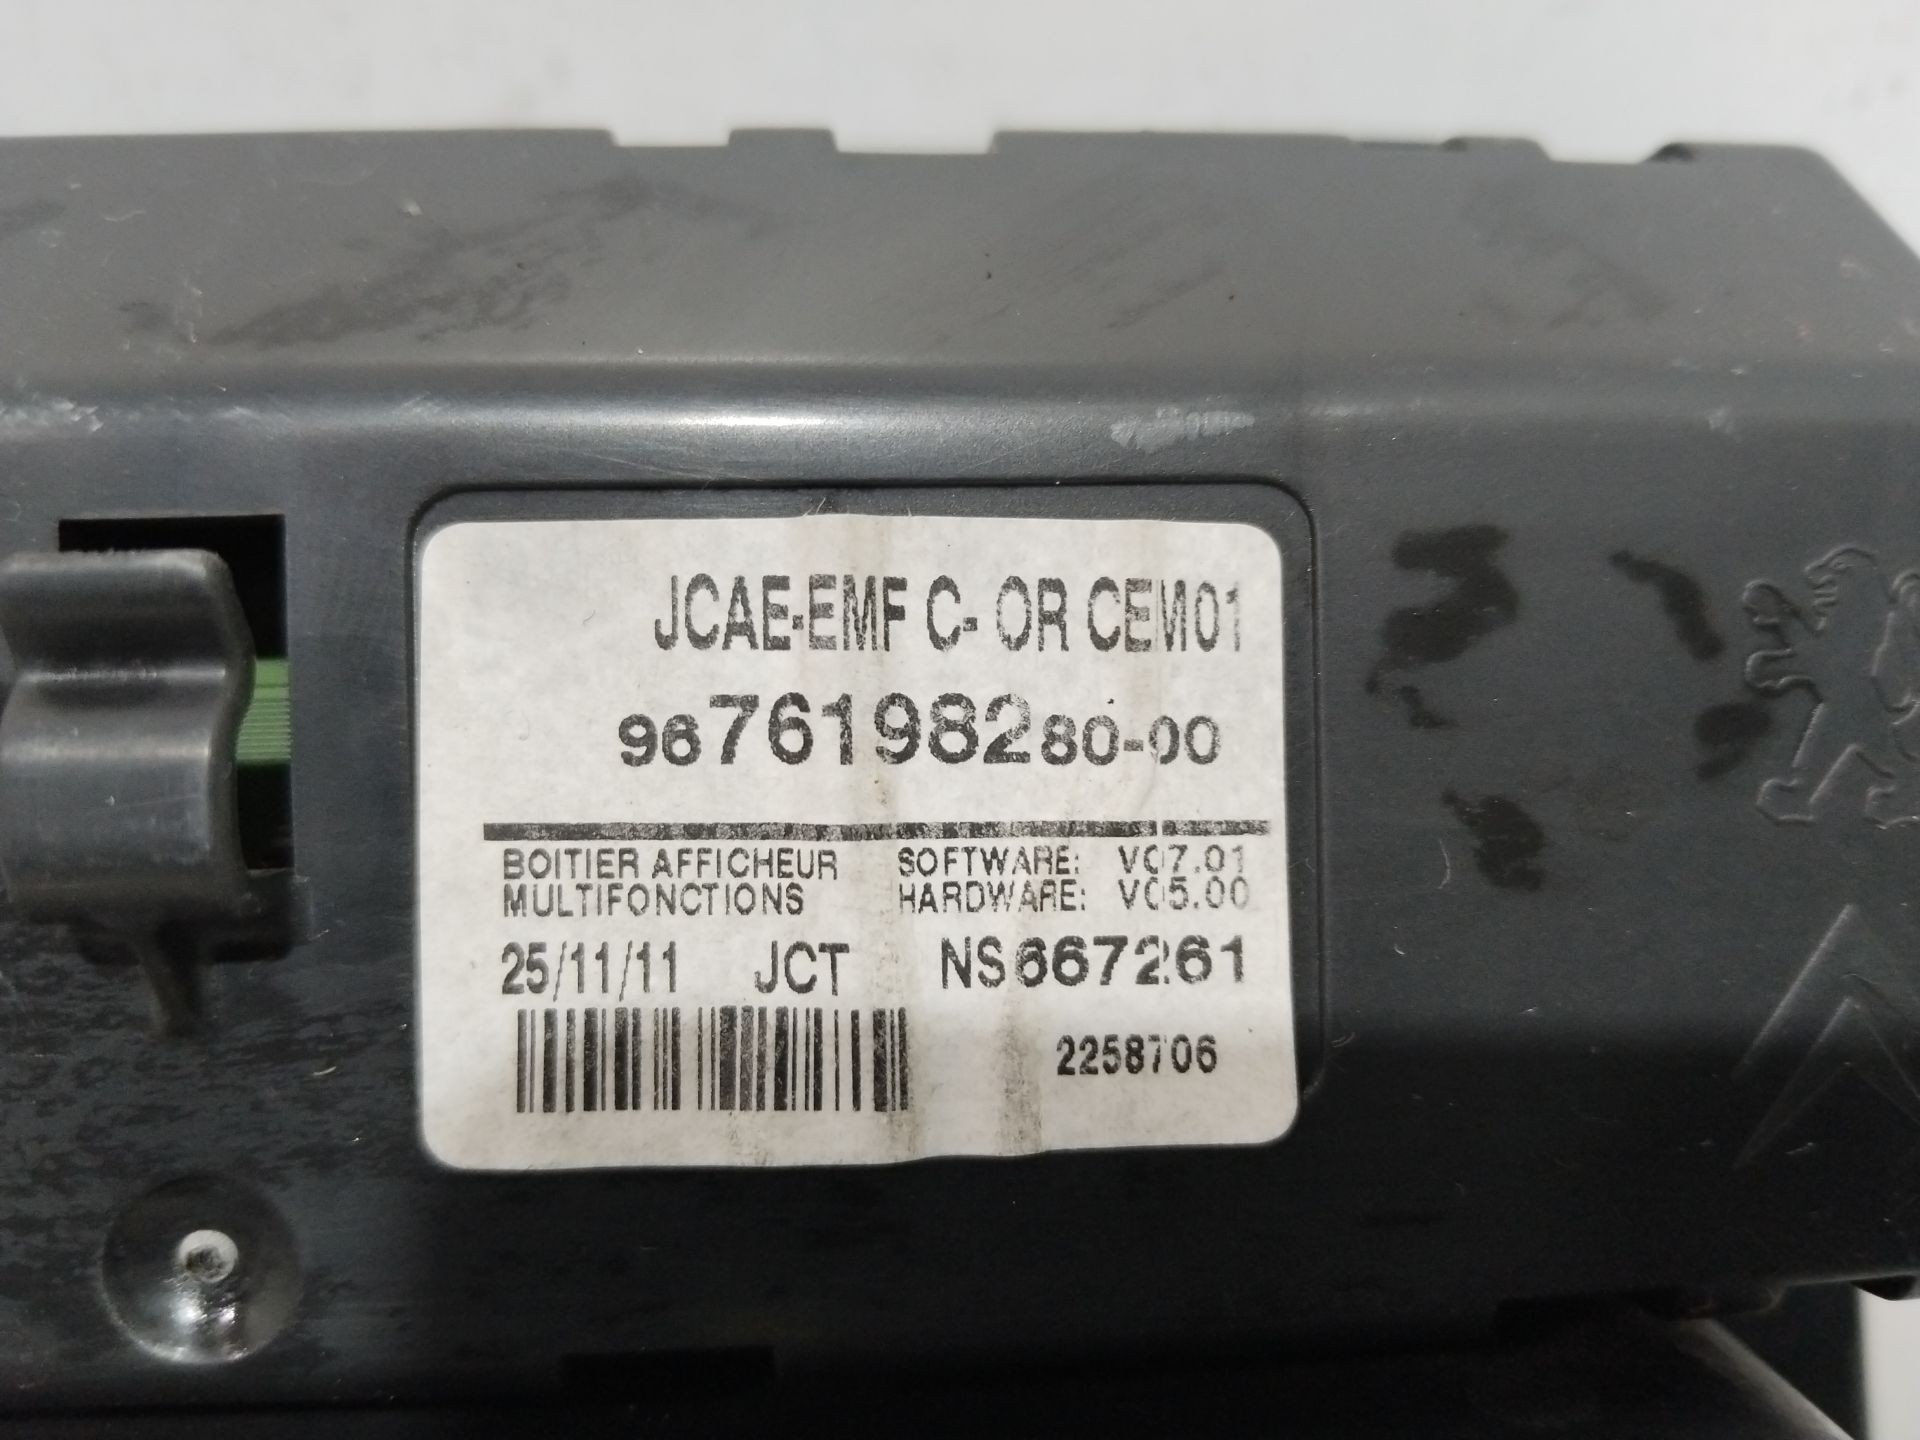 JCAE-EMF C- OR CEM01
9676198280-00
BOITIER AFFICHEUR SOFTWARE: V07.01
MULTIFONCTIONS HARDWARE: V05.00
25/11/11 JCT NS667261
2258706